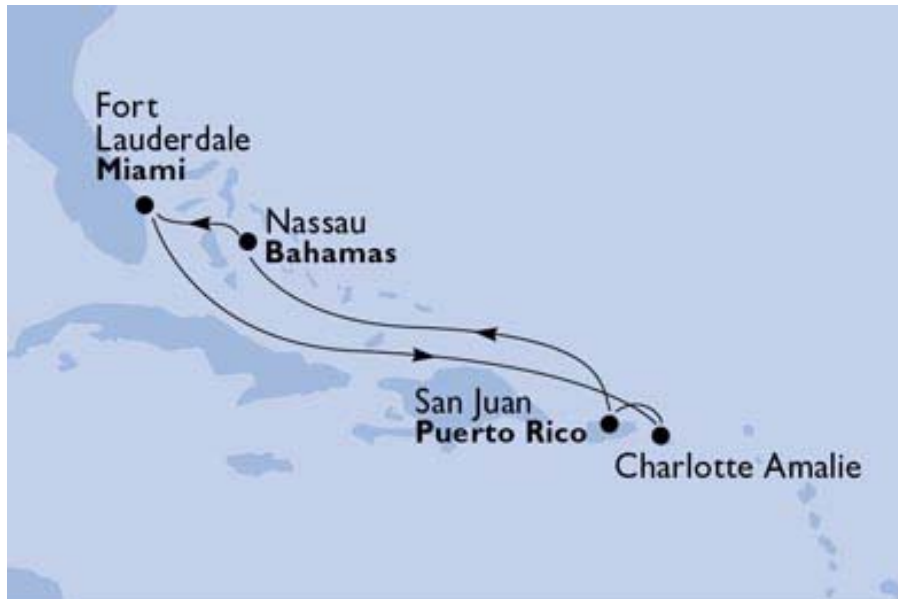 Fort
Lauderdale
Miami
Nassau
Bahamas
San Juan
Puerto Rico
Charlotte Amalie